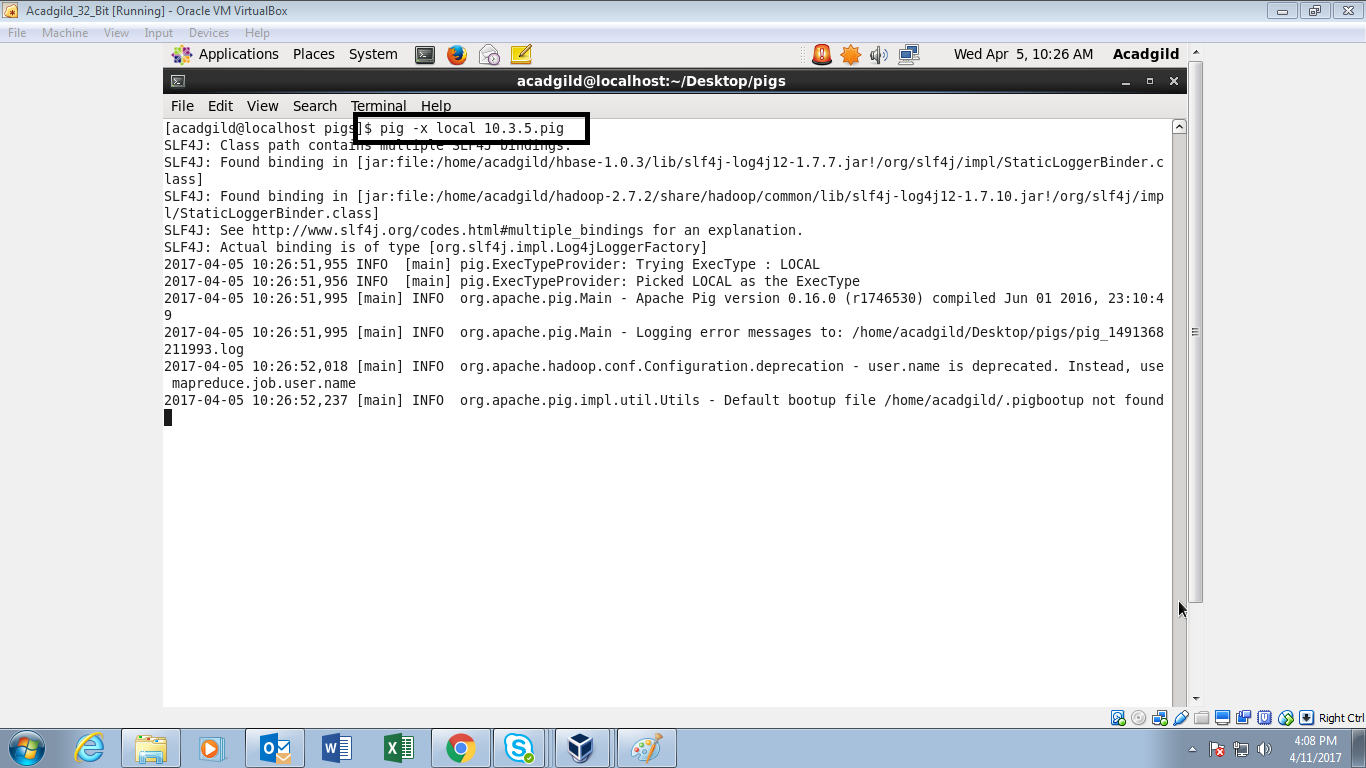 Acadgild_32_Bit [Running] - Oracle VM VirtualBox
File Machine View Input Devices Help
Applications Places System Wed Apr 5, 10:26 AM Acadgild
acadgild@localhost:~/Desktop/pigs
File Edit View Search Terminal Help
[acadgild@localhost pigs]$ pig -x local 10.3.5.pig
SLF4J: Class path contains multiple SLF4J bindings.
SLF4J: Found binding in [jar:file:/home/acadgild/hbase-1.0.3/lib/slf4j-log4j12-1.7.7.jar!/org/slf4j/impl/StaticLoggerBinder.c
lass]
SLF4J: Found binding in [jar:file:/home/acadgild/hadoop-2.7.2/share/hadoop/common/lib/slf4j-log4j12-1.7.10.jar!/org/slf4j/imp
l/StaticLoggerBinder.class]
SLF4J: See http://www.slf4j.org/codes.html#multiple_bindings for an explanation.
SLF4J: Actual binding is of type [org.slf4j.impl.Log4jLoggerFactory]
2017-04-05 10:26:51,955 INFO  [main] pig.ExecTypeProvider: Trying ExecType : LOCAL
2017-04-05 10:26:51,956 INFO  [main] pig.ExecTypeProvider: Picked LOCAL as the ExecType
2017-04-05 10:26:51,995 [main] INFO  org.apache.pig.Main - Apache Pig version 0.16.0 (r1746530) compiled Jun 01 2016, 23:10:4
9
2017-04-05 10:26:51,995 [main] INFO  org.apache.pig.Main - Logging error messages to: /home/acadgild/Desktop/pigs/pig_1491368
211993.log
2017-04-05 10:26:52,018 [main] INFO  org.apache.hadoop.conf.Configuration.deprecation - user.name is deprecated. Instead, use
mapreduce.job.user.name
2017-04-05 10:26:52,237 [main] INFO  org.apache.pig.impl.util.Utils - Default bootup file /home/acadgild/.pigbootup not found
Right Ctrl
4:08 PM
4/11/2017